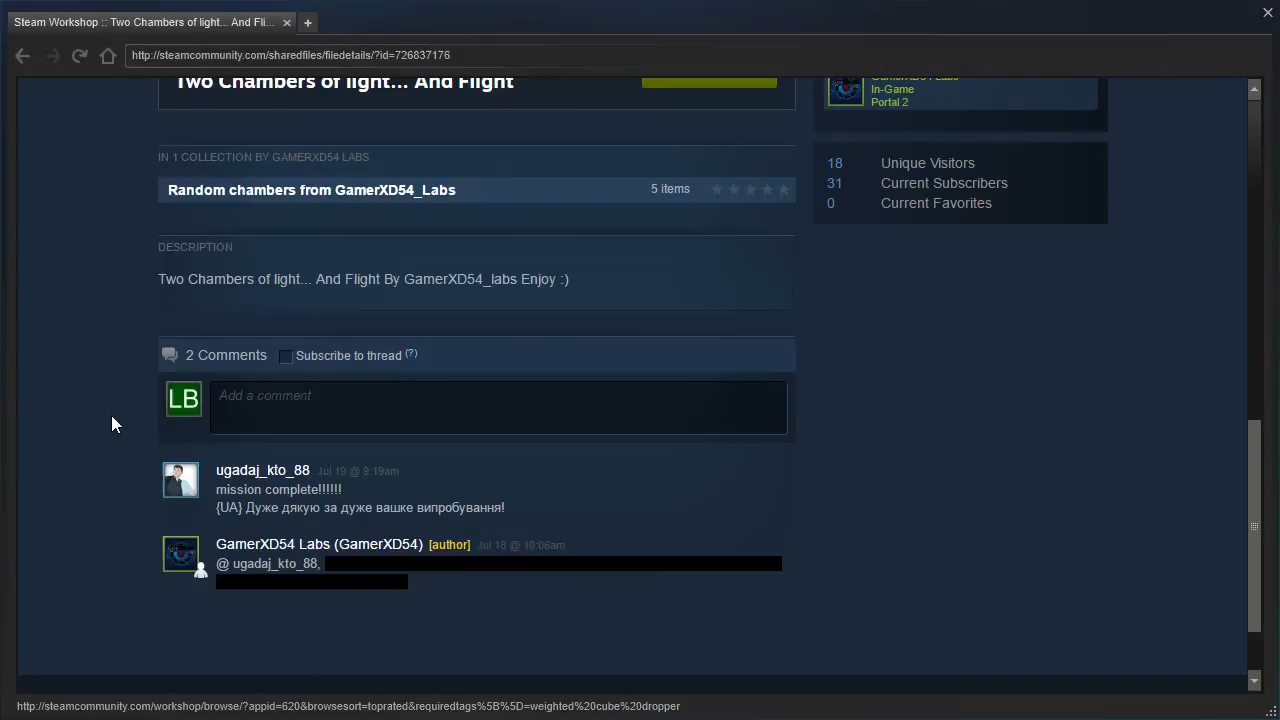 Steam Workshop :: Two Chambers of light... And Fli...
http://steamcommunity.com/sharedfiles/filedetails/?id=726837176
Two Chambers of light... And Flight
In-Game
Portal 2
IN 1 COLLECTION BY GAMERXD54 LABS
Random chambers from GamerXD54_Labs 5 items
18 Unique Visitors
31 Current Subscribers
0 Current Favorites
DESCRIPTION
Two Chambers of light... And Flight By GamerXD54_labs Enjoy :)
2 Comments Subscribe to thread (?)
LB Add a comment
ugadaj_kto_88 Jul 19 @ 9:19am
mission complete!!!!!!
{UA} Дуже дякую за дуже вашке випробування!
GamerXD54 Labs (GamerXD54) [author] Jul 18 @ 10:06am
@ ugadaj_kto_88,
http://steamcommunity.com/workshop/browse/?appid=620&browsesort=toprated&requiredtags%5B%5D=weighted%20cube%20dropper